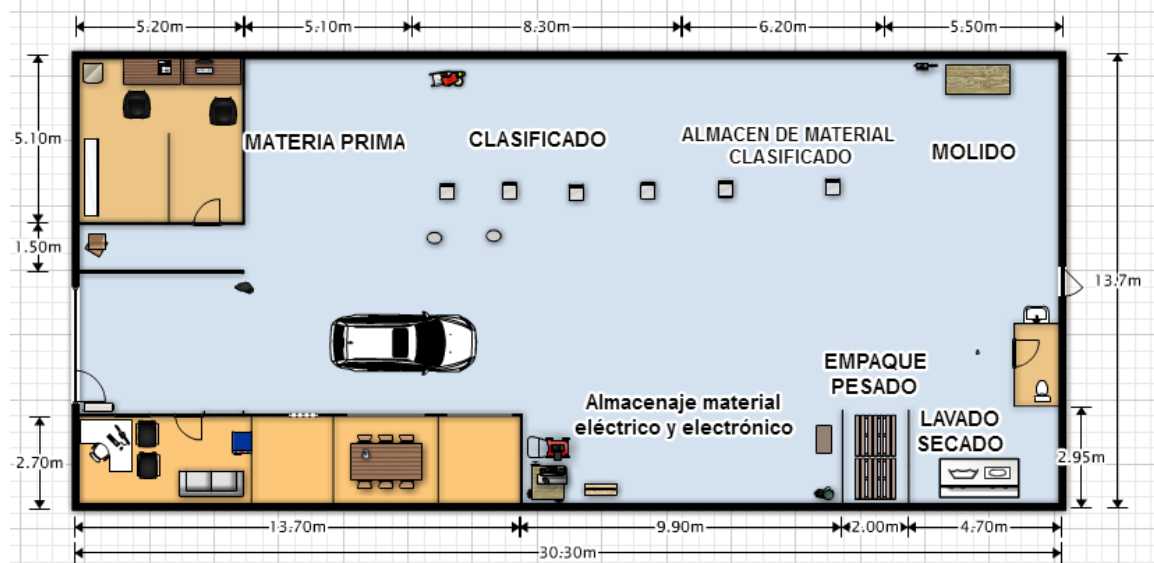 5.20m
5.10m
8.30m
6.20m
5.50m
5.10m
MATERIA PRIMA
CLASIFICADO
ALMACEN DE MATERIAL
CLASIFICADO
MOLIDO
1.50m
13.7m
EMPAQUE
PESADO
Almacenaje material
eléctrico y electrónico
LAVADO
SECADO
2.70m
2.95m
13.70m
9.90m
2.00m
4.70m
30.30m